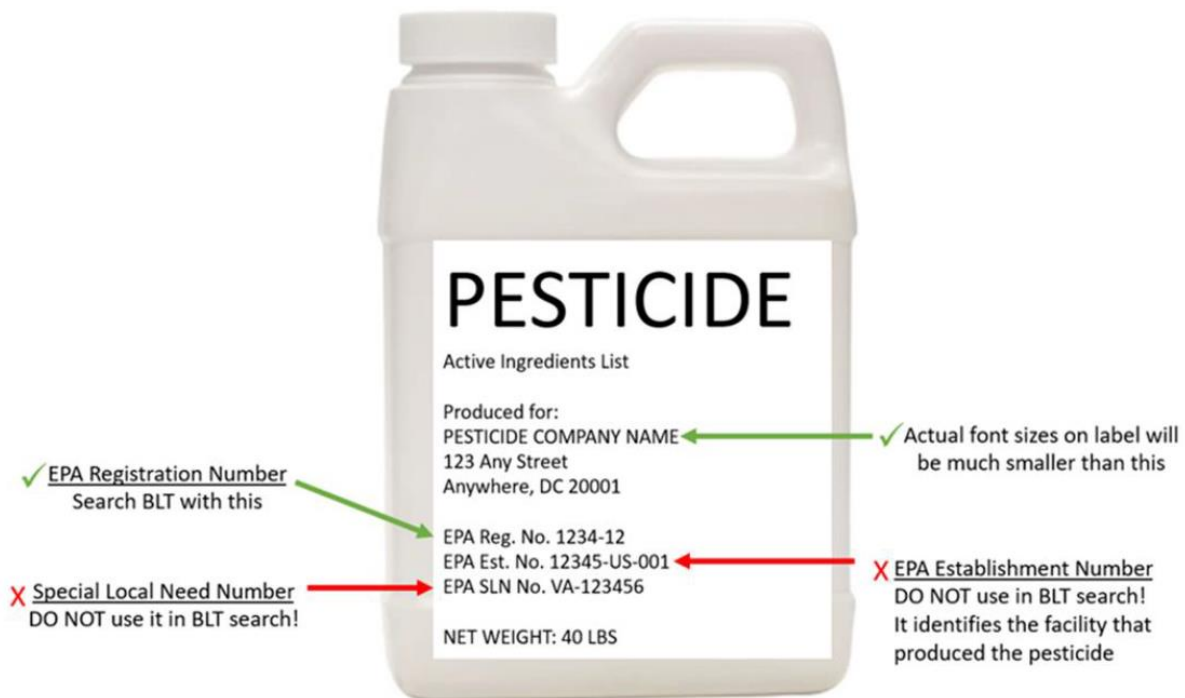 PESTICIDE
Active Ingredients List
Produced for:
PESTICIDE COMPANY NAME
123 Any Street
Anywhere, DC 20001
EPA Reg. No. 1234-12
EPA Est. No. 12345-US-001
EPA SLN No. VA-123456
NET WEIGHT: 40 LBS
✓ EPA Registration Number
Search BLT with this
X Special Local Need Number
DO NOT use it in BLT search!
✓ Actual font sizes on label will
be much smaller than this
X EPA Establishment Number
DO NOT use in BLT search!
It identifies the facility that
produced the pesticide